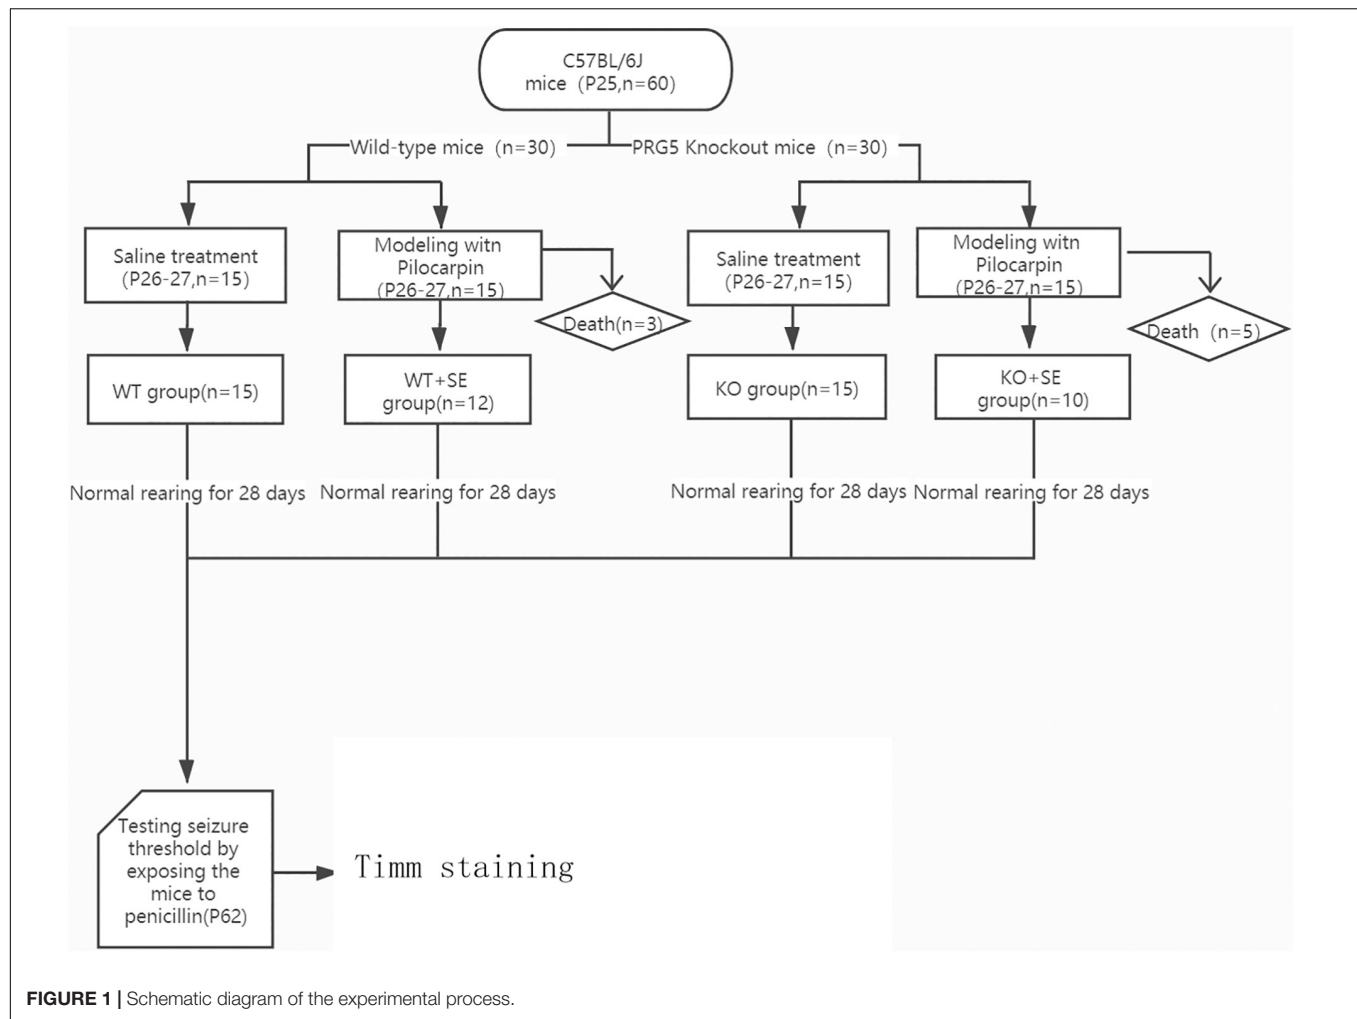 C57BL/6J
mice (P25,n=60)
Wild-type mice (n=30)
PRG5 Knockout mice (n=30)
Saline treatment
(P26-27,n=15)
Modeling witn
Pilocarpin
(P26-27,n=15)
Death(n=3)
Saline treatment
(P26-27,n=15)
Modeling witn
Pilocarpin
(P26-27,n=15)
Death (n=5)
WT group(n=15)
WT+SE
group(n=12)
KO group(n=15)
KO+SE
group(n=10)
Normal rearing for 28 days
Normal rearing for 28 days
Normal rearing for 28 days
Normal rearing for 28 days
Testing seizure
threshold by
exposing the
mice to
penicillin(P62)
Timm staining
FIGURE 1 | Schematic diagram of the experimental process.